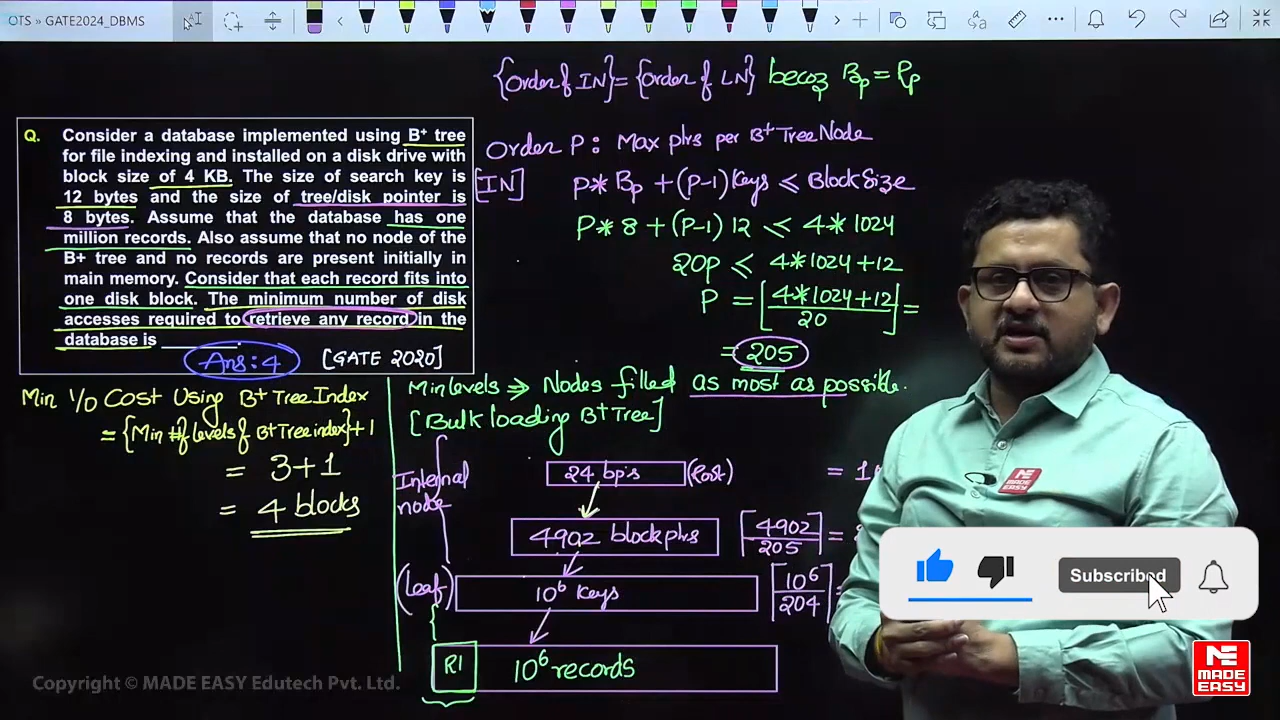 OTS » GATE2024_DBMS
{Order of IN} = {Order of LN} becoz Bp = Rp
Q. Consider a database implemented using B+ tree
for file indexing and installed on a disk drive with
block size of 4 KB. The size of search key is
12 bytes and the size of tree/disk pointer is
8 bytes. Assume that the database has one
million records. Also assume that no node of the
B+ tree and no records are present initially in
main memory. Consider that each record fits into
one disk block. The minimum number of disk
accesses required to retrieve any record in the
database is ________
Ans: 4 [GATE 2020]
Order P: Max ptrs per B+Tree Node
[IN] P* Bp + (P-1) Keys ≤ BlockSize
P* 8 + (P-1) 12 ≤ 4*1024
20p ≤ 4*1024+12
P = [4*1024+12 / 20] =
= 205
Min I/O Cost Using B+Tree Index
= {Min # of levels of B+Tree index} + 1
= 3+1
= 4 blocks
Min levels ⇒ Nodes filled as most as possible.
[Bulk loading B+Tree]
Internal node
24 bp's (Root) = 1
4902 block ptrs ⌈4902/205⌉ =
(leaf) 10⁶ keys ⌈10⁶/204⌉ =
R1 10⁶ records
Subscribed
MADE EASY
MADE EASY
Copyright © MADE EASY Edutech Pvt. Ltd.